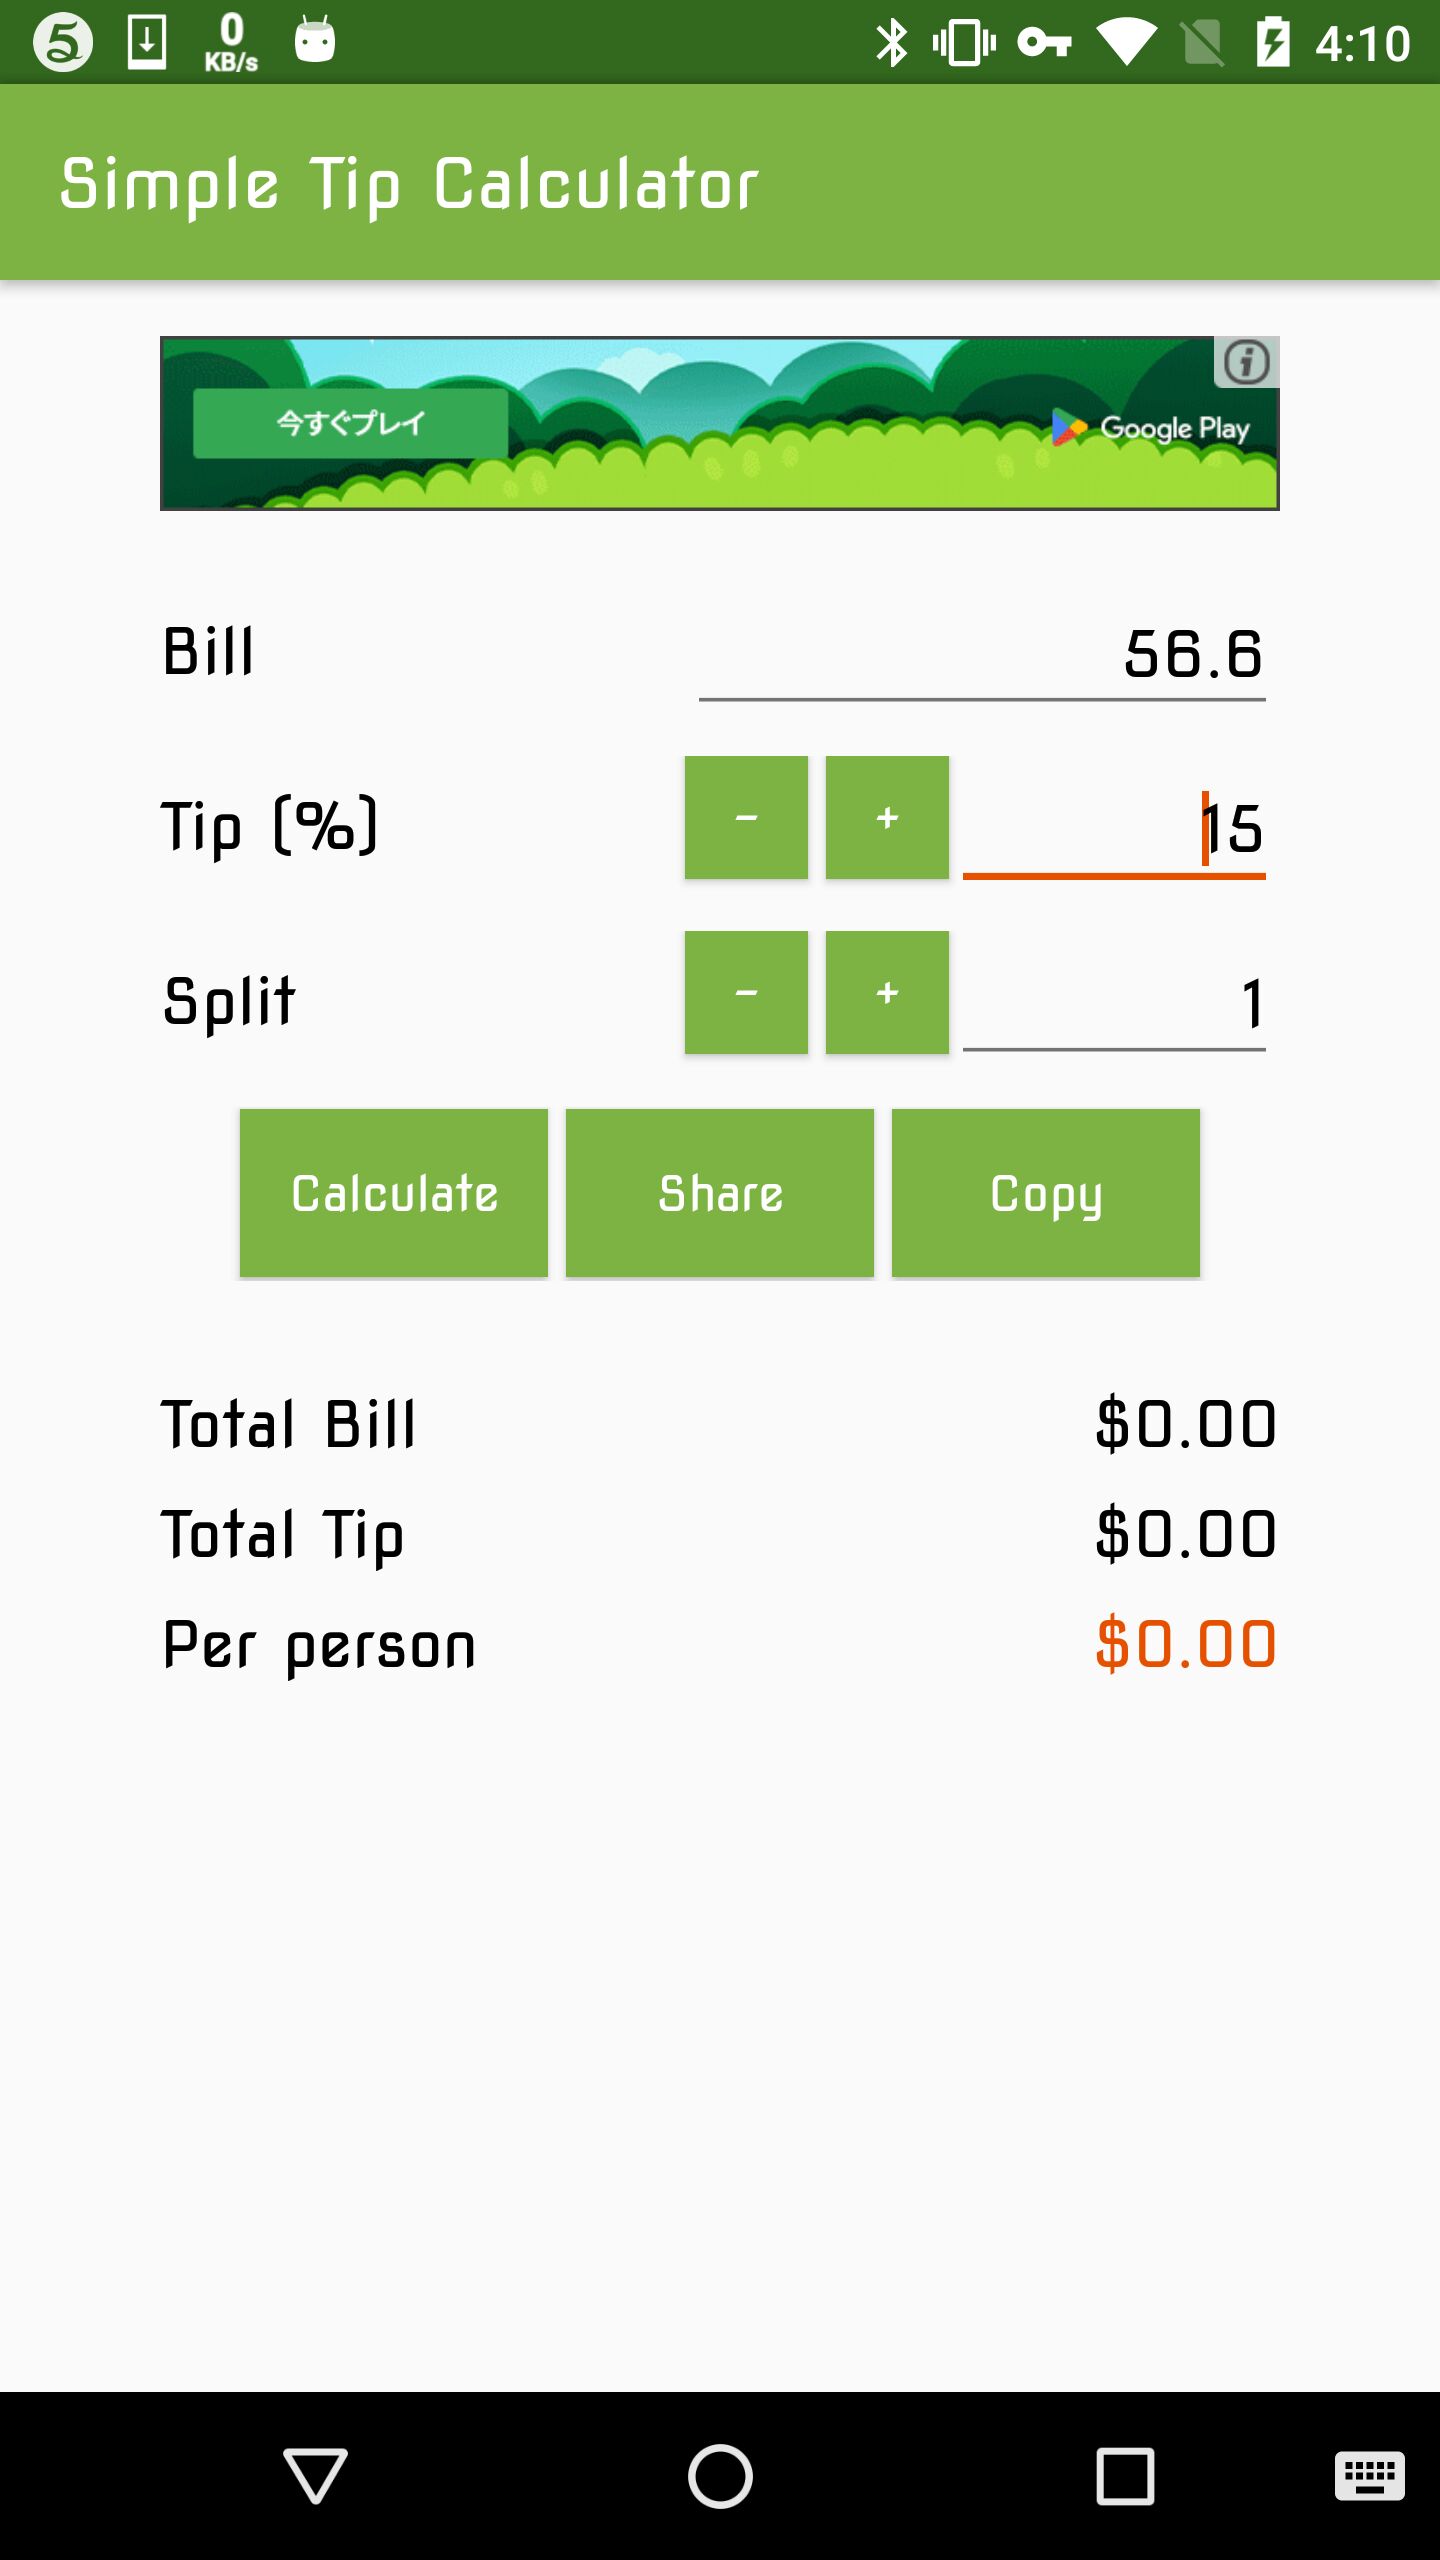 5
0
KB/s
4:10
Simple Tip Calculator
今すぐプレイ
Google Play
Bill
56.6
Tip (%)
-
+
15
Split
-
+
1
Calculate
Share
Copy
Total Bill
$0.00
Total Tip
$0.00
Per person
$0.00